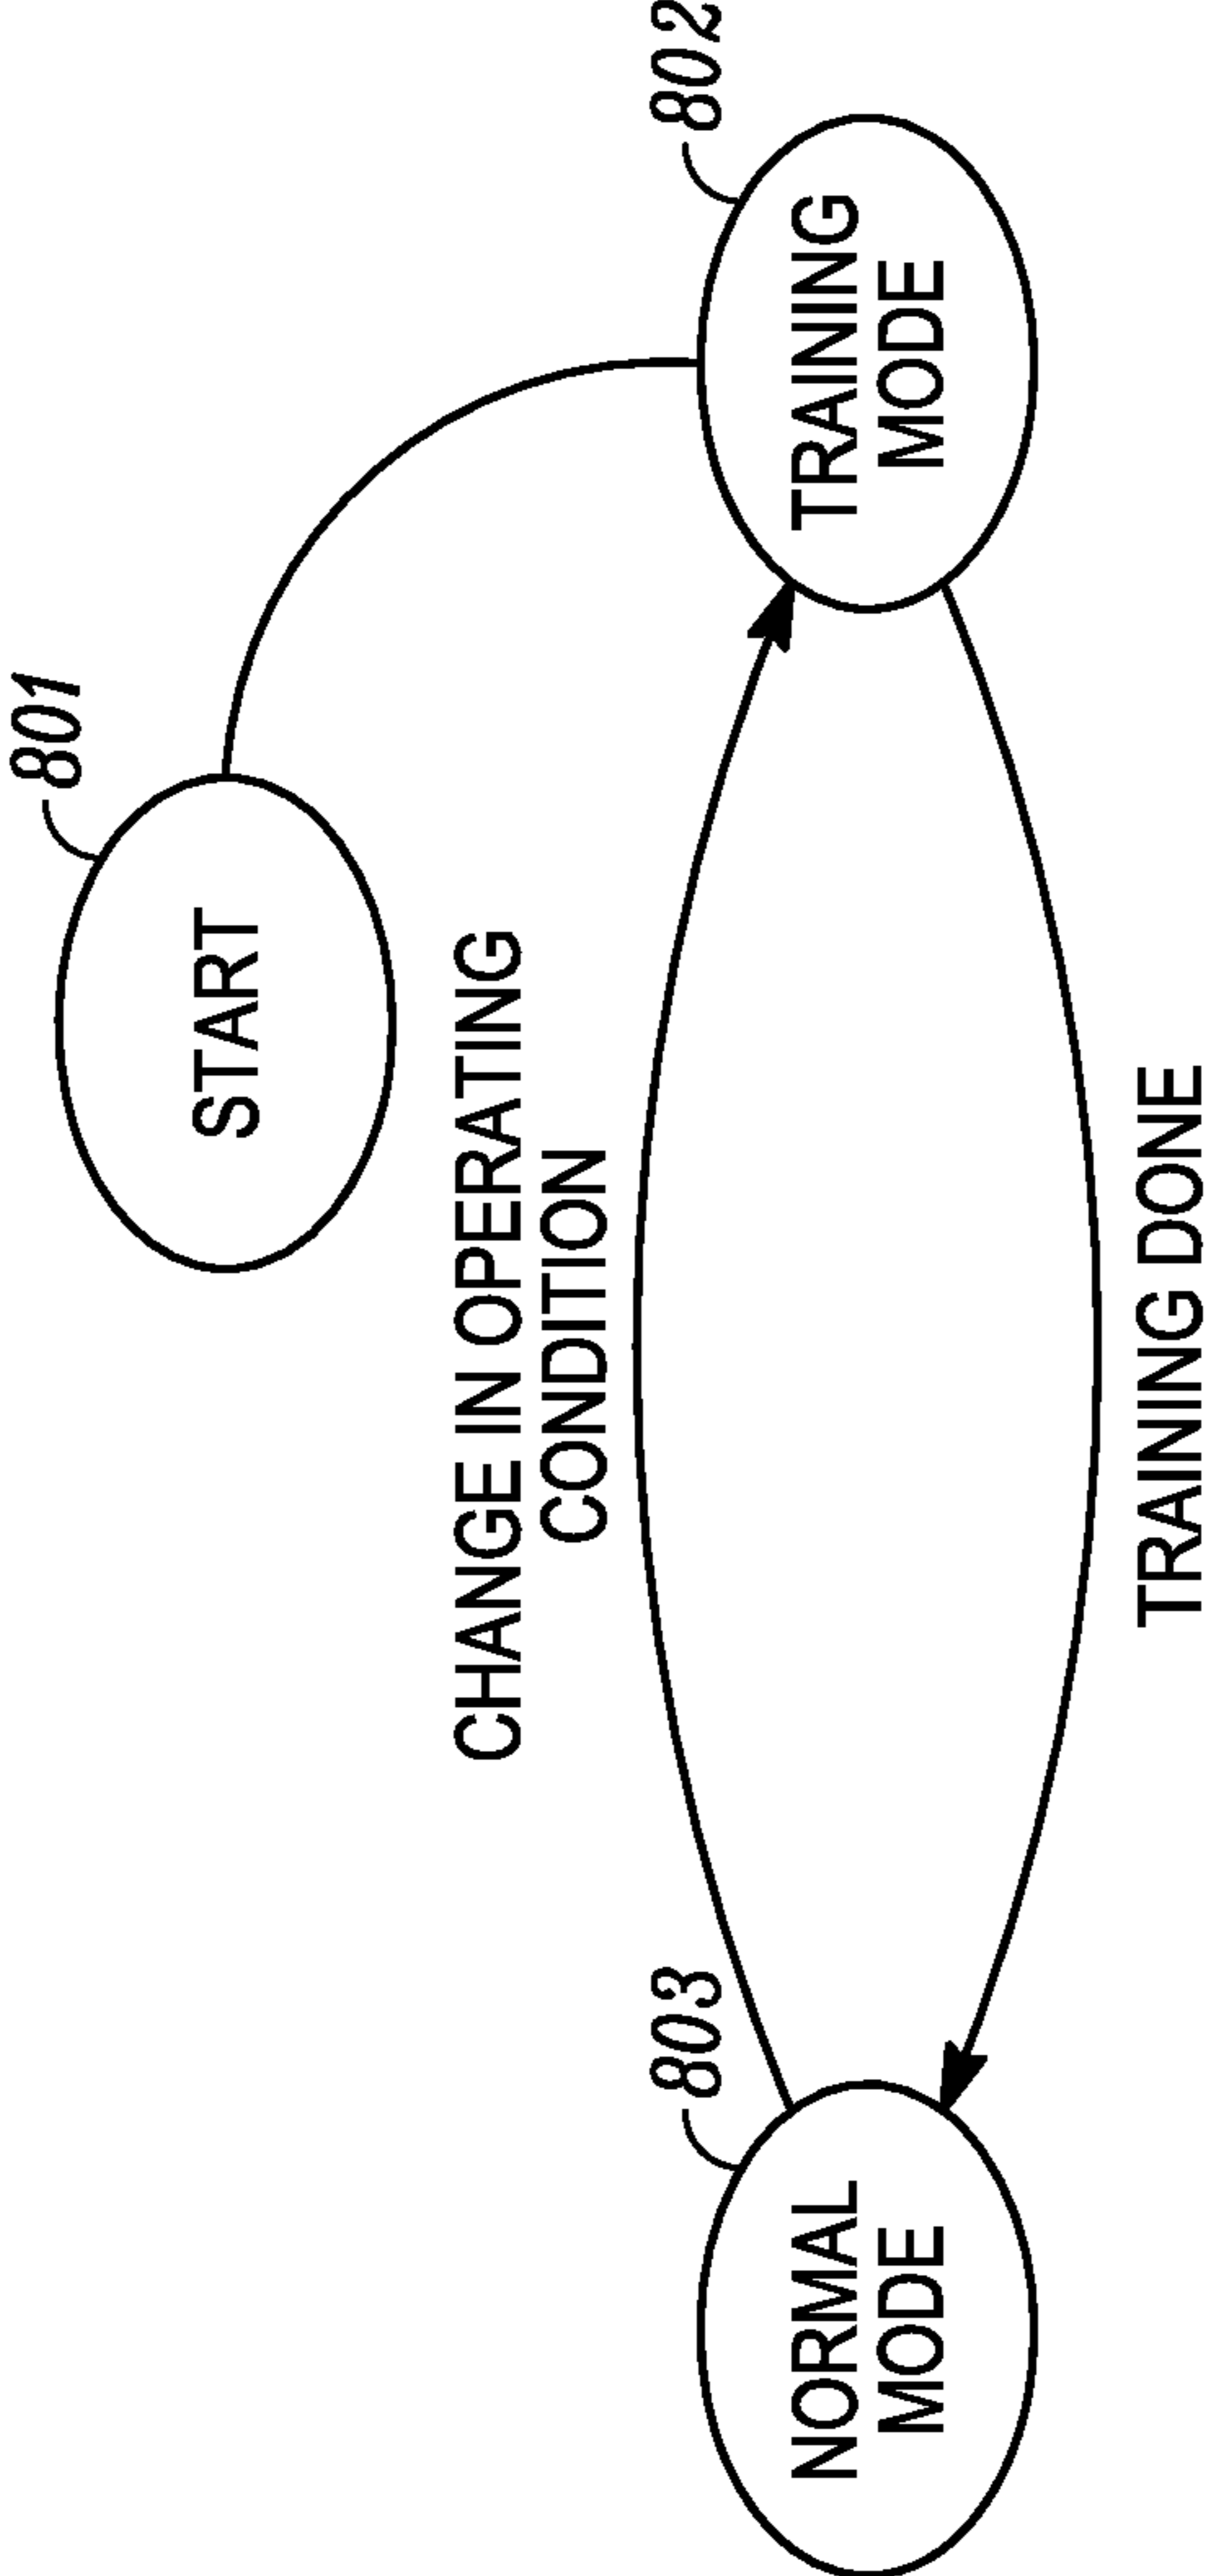 801
START
CHANGE IN OPERATING
CONDITION
803
802
NORMAL
MODE
TRAINING
MODE
TRAINING DONE